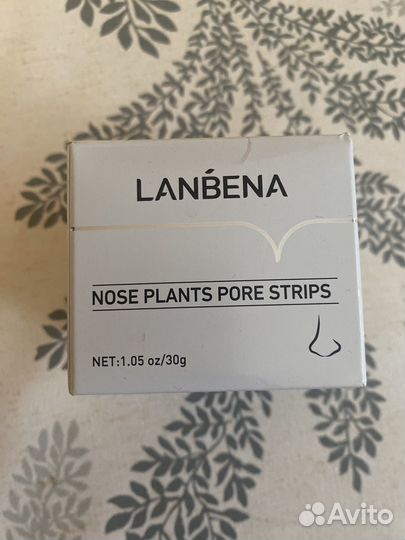 LANBENA
NOSE PLANTS PORE STRIPS
NET:1.05 oz/30g
Avito